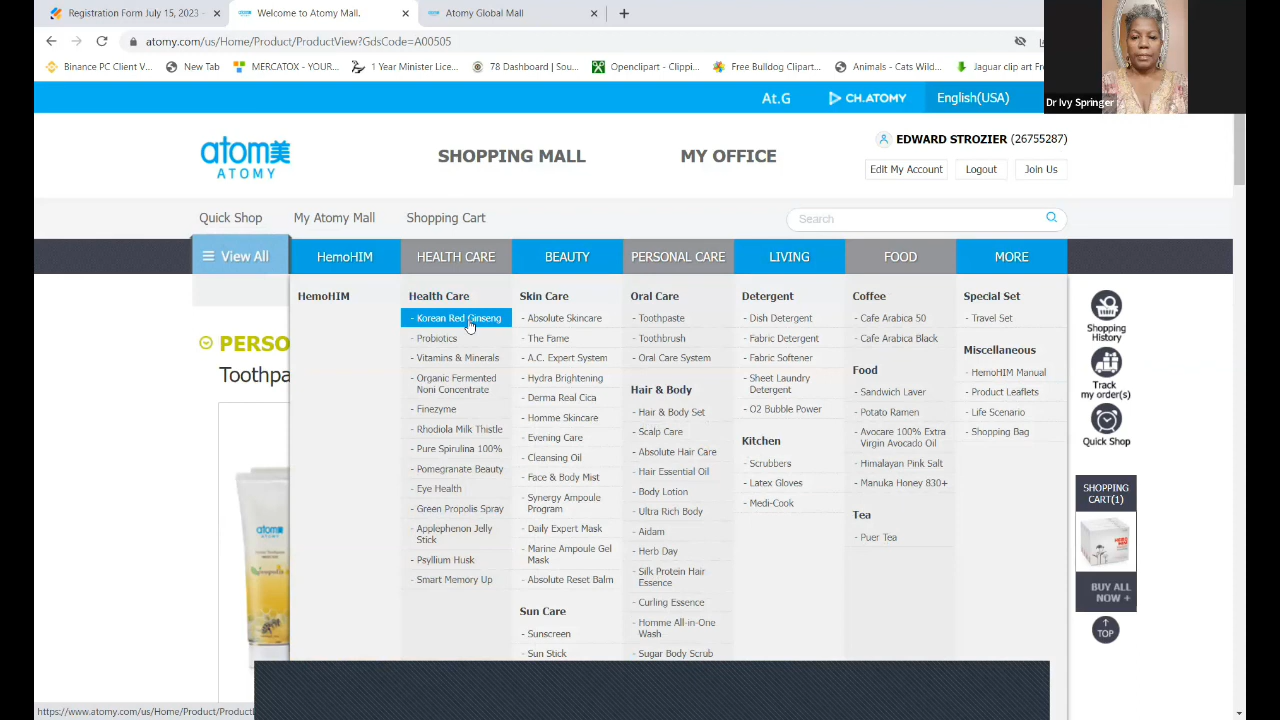 Registration Form July 15, 2023 –
Welcome to Atomy Mall.
Atomy Global Mall
atomy.com/us/Home/Product/ProductView?GdsCode=A00505
Binance PC Client V...
New Tab
MERCATOX - YOUR...
1 Year Minister Lice...
78 Dashboard | Sou...
Openclipart - Clippi...
Free Bulldog Clipart...
Animals - Cats Wild...
Jaguar clip art Fr
Dr Ivy Springer
At.G
CH.ATOMY
English(USA)
atom美
ATOMY
SHOPPING MALL
MY OFFICE
EDWARD STROZIER (26755287)
Edit My Account
Logout
Join Us
Quick Shop
My Atomy Mall
Shopping Cart
Search
View All
HemoHIM
HEALTH CARE
BEAUTY
PERSONAL CARE
LIVING
FOOD
MORE
HemoHIM
Health Care
- Korean Red Ginseng
- Probiotics
- Vitamins & Minerals
- Organic Fermented
Noni Concentrate
- Finezyme
- Rhodiola Milk Thistle
- Pure Spirulina 100%
- Pomegranate Beauty
- Eye Health
- Green Propolis Spray
- Applephenon Jelly
Stick
- Psyllium Husk
- Smart Memory Up
Skin Care
- Absolute Skincare
- The Fame
- A.C. Expert System
- Hydra Brightening
- Derma Real Cica
- Homme Skincare
- Evening Care
- Cleansing Oil
- Face & Body Mist
- Synergy Ampoule
Program
- Daily Expert Mask
- Marine Ampoule Gel
Mask
- Absolute Reset Balm
Sun Care
- Sunscreen
- Sun Stick
Oral Care
- Toothpaste
- Toothbrush
- Oral Care System
Hair & Body
- Hair & Body Set
- Scalp Care
- Absolute Hair Care
- Hair Essential Oil
- Body Lotion
- Ultra Rich Body
- Aidam
- Herb Day
- Silk Protein Hair
Essence
- Curling Essence
- Homme All-in-One
Wash
- Sugar Body Scrub
Detergent
- Dish Detergent
- Fabric Detergent
- Fabric Softener
- Sheet Laundry
Detergent
- O2 Bubble Power
Kitchen
- Scrubbers
- Latex Gloves
- Medi-Cook
Coffee
- Cafe Arabica 50
- Cafe Arabica Black
Food
- Sandwich Laver
- Potato Ramen
- Avocare 100% Extra
Virgin Avocado Oil
- Himalayan Pink Salt
- Manuka Honey 830+
Tea
- Puer Tea
Special Set
- Travel Set
Miscellaneous
- HemoHIM Manual
- Product Leaflets
- Life Scenario
- Shopping Bag
Shopping
History
Track
my order(s)
Quick Shop
SHOPPING
CART(1)
BUY ALL
NOW +
TOP
PERSO
Toothpa
atom美
https://www.atomy.com/us/Home/Product/Product